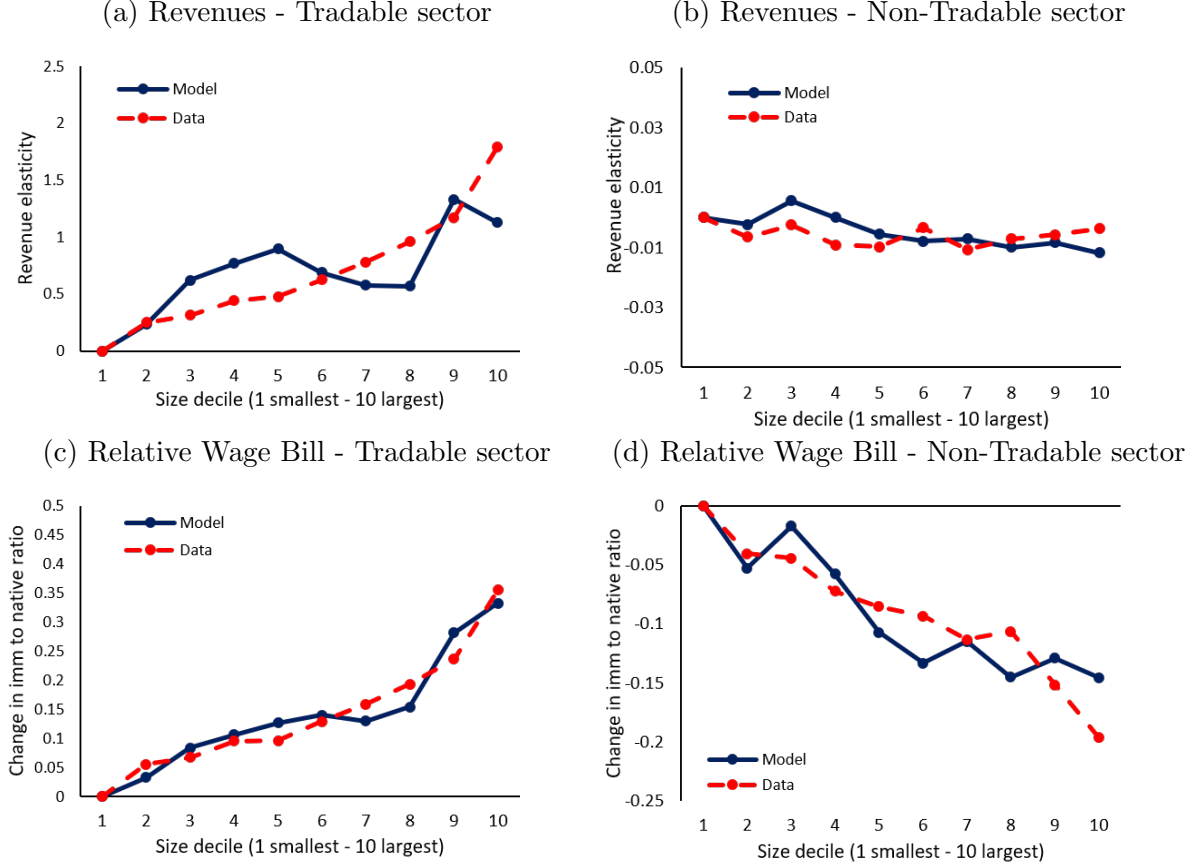 (a) Revenues - Tradable sector
2.5
2
1.5
1
0.5
0
Revenue elasticity
Model
Data
1 2 3 4 5 6 7 8 9 10
Size decile (1 smallest - 10 largest)
(b) Revenues - Non-Tradable sector
0.05
0.03
0.01
-0.01
-0.03
-0.05
Revenue elasticity
Model
Data
1 2 3 4 5 6 7 8 9 10
Size decile (1 smallest - 10 largest)
(c) Relative Wage Bill - Tradable sector
0.5
0.45
0.4
0.35
0.3
0.25
0.2
0.15
0.1
0.05
0
Change in imm to native ratio
Model
Data
1 2 3 4 5 6 7 8 9 10
Size decile (1 smallest - 10 largest)
(d) Relative Wage Bill - Non-Tradable sector
0
-0.05
-0.1
-0.15
-0.2
-0.25
Change in imm to native ratio
Model
Data
1 2 3 4 5 6 7 8 9 10
Size decile (1 smallest - 10 largest)